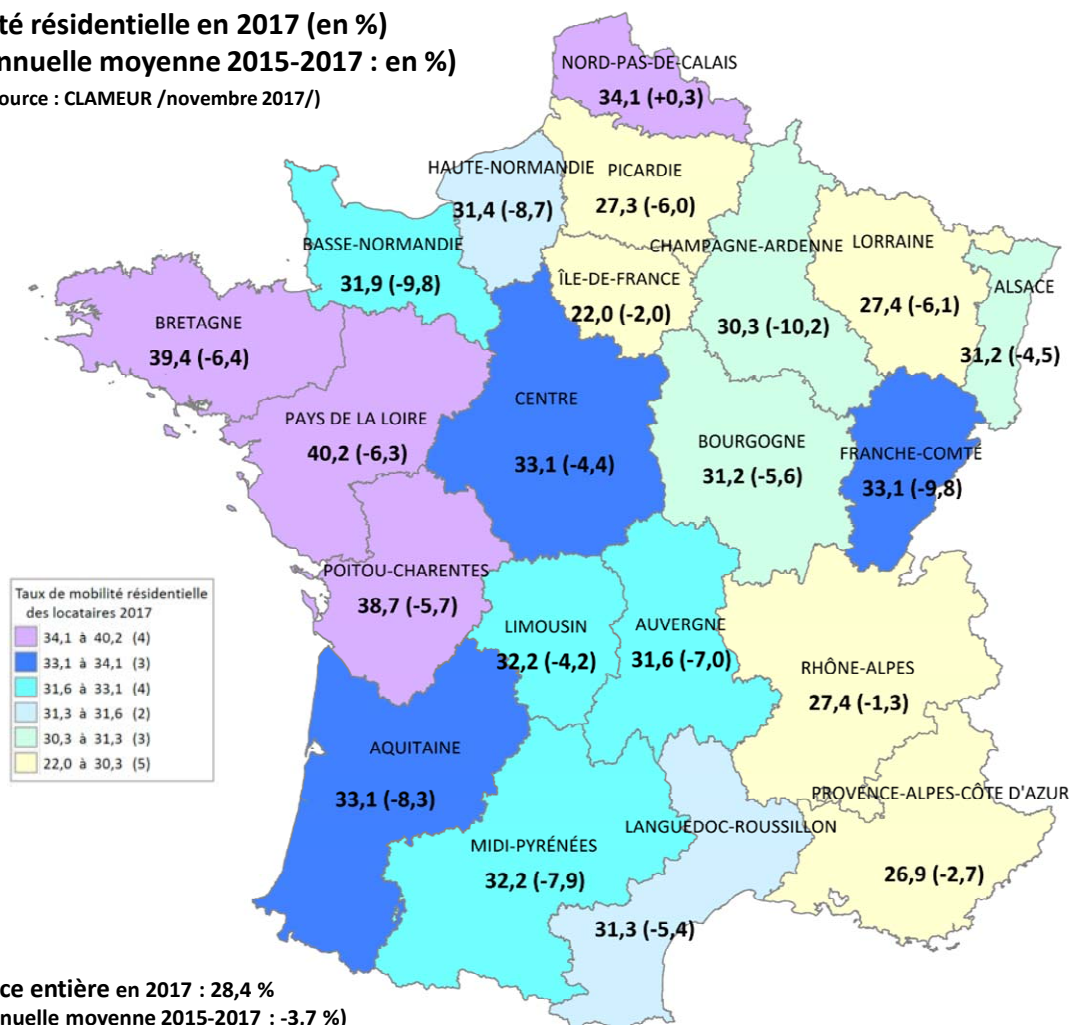 té résidentielle en 2017 (en %)
nnuelle moyenne 2015-2017 : en %)
ource : CLAMEUR /novembre 2017/)
NORD-PAS-DE-CALAIS
34,1 (+0,3)
HAUTE-NORMANDIE
31,4 (-8,7)
PICARDIE
27,3 (-6,0)
BASSE-NORMANDIE
31,9 (-9,8)
CHAMPAGNE-ARDENNE
30,3 (-10,2)
LORRAINE
27,4 (-6,1)
ÎLE-DE-FRANCE
22,0 (-2,0)
ALSACE
31,2 (-4,5)
BRETAGNE
39,4 (-6,4)
PAYS DE LA LOIRE
40,2 (-6,3)
CENTRE
33,1 (-4,4)
BOURGOGNE
31,2 (-5,6)
FRANCHE-COMTÉ
33,1 (-9,8)
POITOU-CHARENTES
38,7 (-5,7)
LIMOUSIN
32,2 (-4,2)
AUVERGNE
31,6 (-7,0)
RHÔNE-ALPES
27,4 (-1,3)
AQUITAINE
33,1 (-8,3)
MIDI-PYRÉNÉES
32,2 (-7,9)
LANGUEDOC-ROUSSILLON
31,3 (-5,4)
PROVENCE-ALPES-CÔTE D'AZUR
26,9 (-2,7)
Taux de mobilité résidentielle
des locataires 2017
34,1 à 40,2 (4)
33,1 à 34,1 (3)
31,6 à 33,1 (4)
31,3 à 31,6 (2)
30,3 à 31,3 (3)
22,0 à 30,3 (5)
ce entière en 2017 : 28,4 %
nuelle moyenne 2015-2017 : -3,7 %)